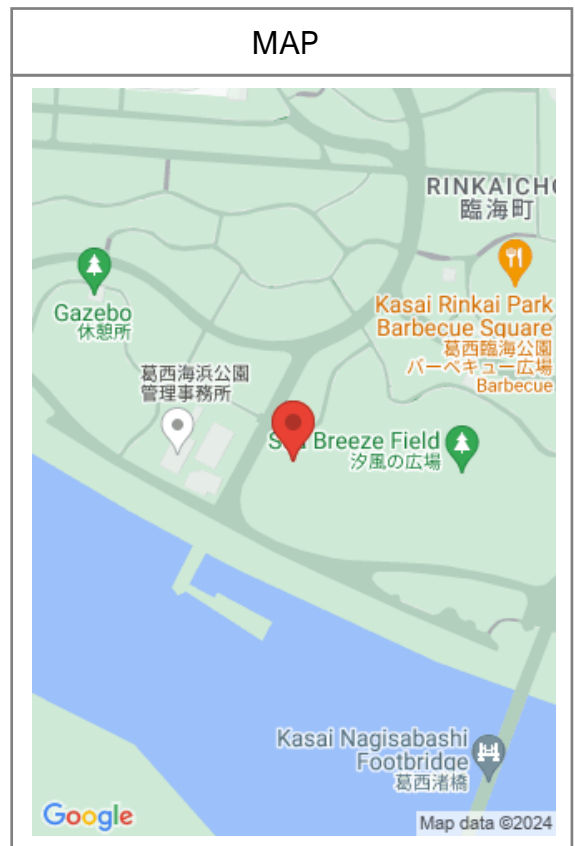 MAP
RINKAICH
臨海町
Gazebo
休憩所
Kasai Rinkai Park
Barbecue Square
葛西臨海公園
バーベキュー広場
Barbecue
葛西海浜公園
管理事務所
Breeze Field
汐風の広場
Kasai Nagisabashi
Footbridge
葛西渚橋
Google
Map data ©2024